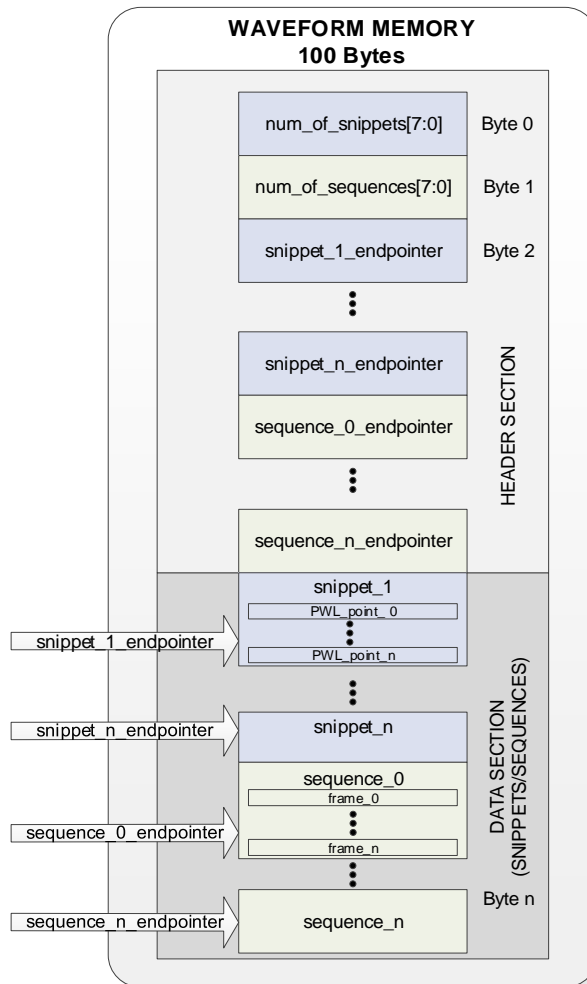 WAVEFORM MEMORY
100 Bytes
num_of_snippets[7:0]
Byte 0
num_of_sequences[7:0]
Byte 1
snippet_1_endpointer
Byte 2
snippet_n_endpointer
sequence_0_endpointer
sequence_n_endpointer
HEADER SECTION
snippet_1
PWL_point_0
snippet_1_endpointer
PWL_point_n
snippet_n_endpointer
snippet_n
sequence_0
frame_0
sequence_0_endpointer
frame_n
DATA SECTION
(SNIPPETS/SEQUENCES)
Byte n
sequence_n_endpointer
sequence_n